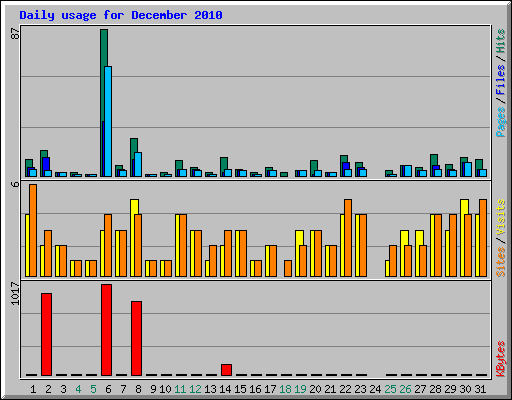 Daily usage for December 2010
87
Pages / Files / Hits
6
Sites / Visits
1017
KBytes
1 2 3 4 5 6 7 8 9 10 11 12 13 14 15 16 17 18 19 20 21 22 23 24 25 26 27 28 29 30 31